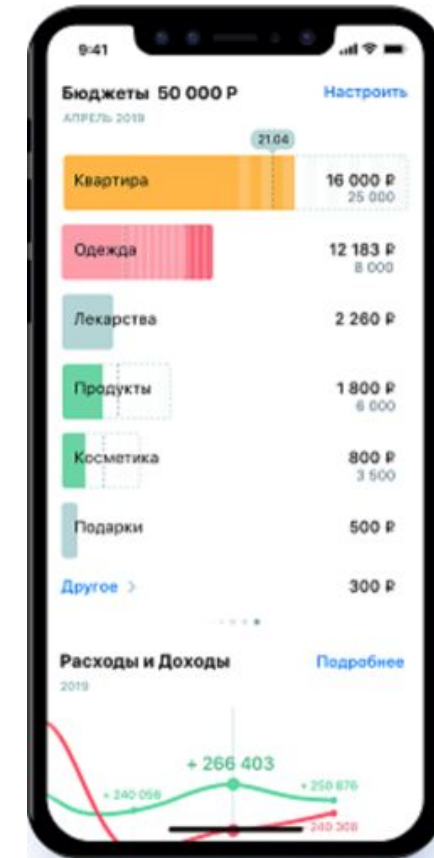 9:41
Бюджеты 50 000 Р
Настроить
АПРЕЛЬ 2019
21.04
Квартира
16 000 ₽
25 000
Одежда
12 183 ₽
8 000
Лекарства
2 260 ₽
Продукты
1 800 ₽
6 000
Косметика
800 ₽
3 500
Подарки
500 ₽
Другое >
300 ₽
Расходы и Доходы
Подробнее
2019
+ 266 403
+ 240 056
+ 250 876
- 240 308